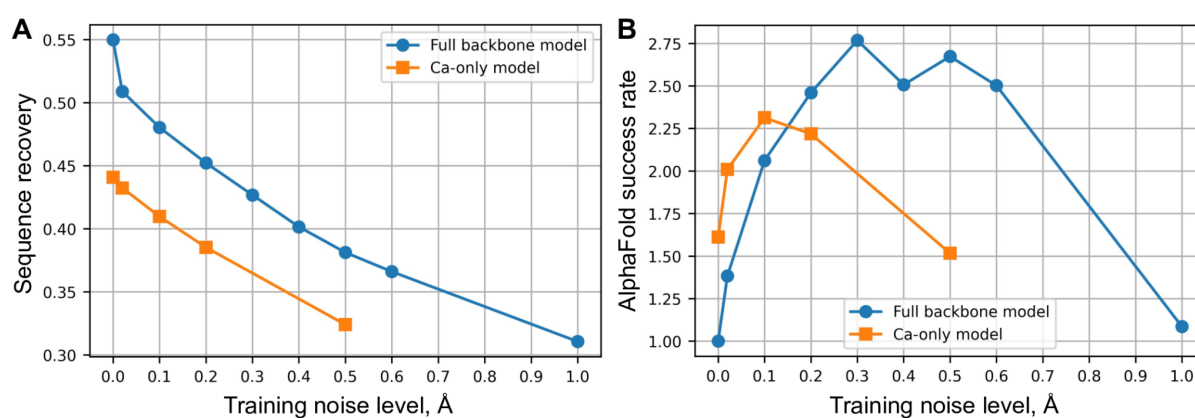 A
Sequence recovery
0.55
0.50
0.45
0.40
0.35
0.30
Full backbone model
Ca-only model
0.0 0.1 0.2 0.3 0.4 0.5 0.6 0.7 0.8 0.9 1.0
Training noise level, Å
B
AlphaFold success rate
2.75
2.50
2.25
2.00
1.75
1.50
1.25
1.00
Full backbone model
Ca-only model
0.0 0.1 0.2 0.3 0.4 0.5 0.6 0.7 0.8 0.9 1.0
Training noise level, Å